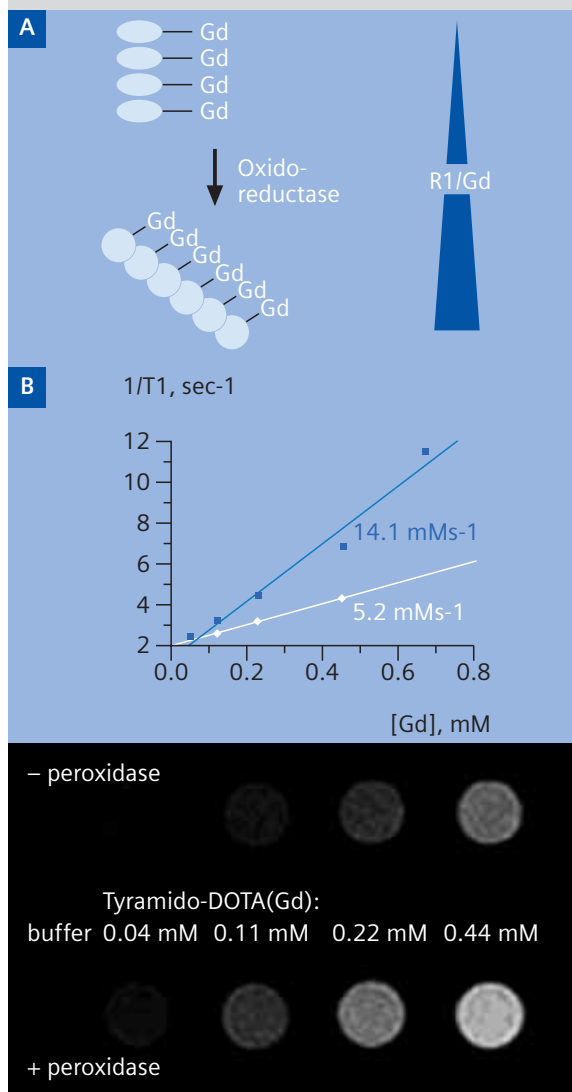 A
Gd
Gd
Gd
Gd
Oxido-
reductase
R1/Gd
Gd
Gd
Gd
Gd
Gd
Gd
B
1/T1, sec-1
12
10
8
6
4
2
14.1 mMs-1
5.2 mMs-1
0.0 0.2 0.4 0.6 0.8
[Gd], mM
– peroxidase
Tyramido-DOTA(Gd):
buffer 0.04 mM 0.11 mM 0.22 mM 0.44 mM
+ peroxidase